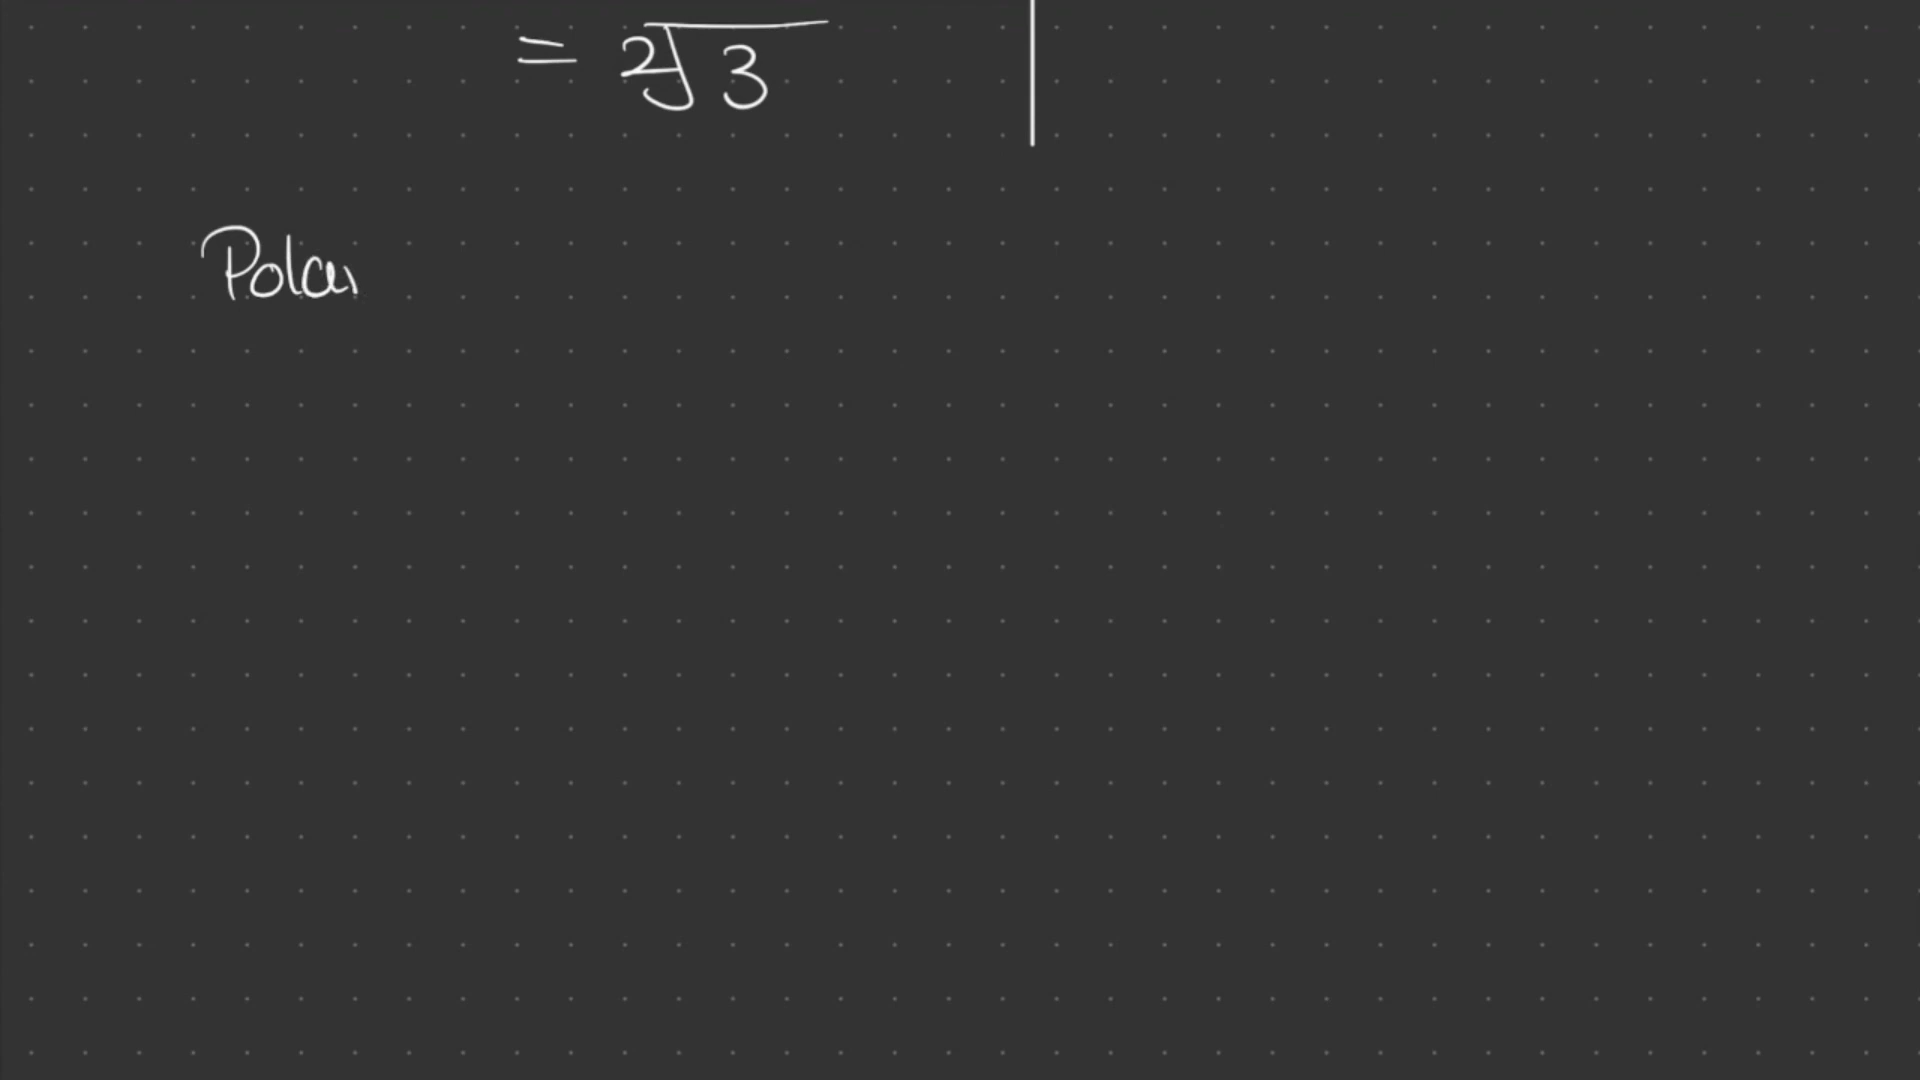 = 2√3
Polar